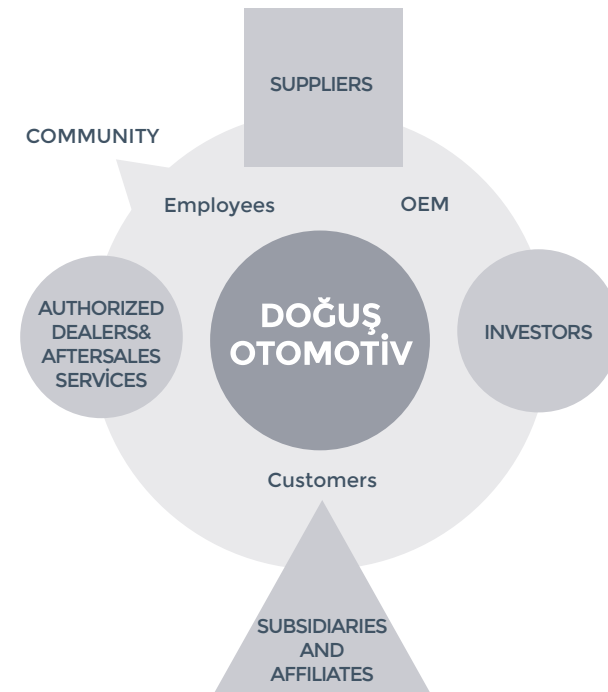 SUPPLIERS
COMMUNITY
Employees
OEM
AUTHORIZED
DEALERS&
AFTERSALES
SERVİCES
DOĞUŞ
OTOMOTİV
INVESTORS
Customers
SUBSIDIARIES
AND
AFFILIATES